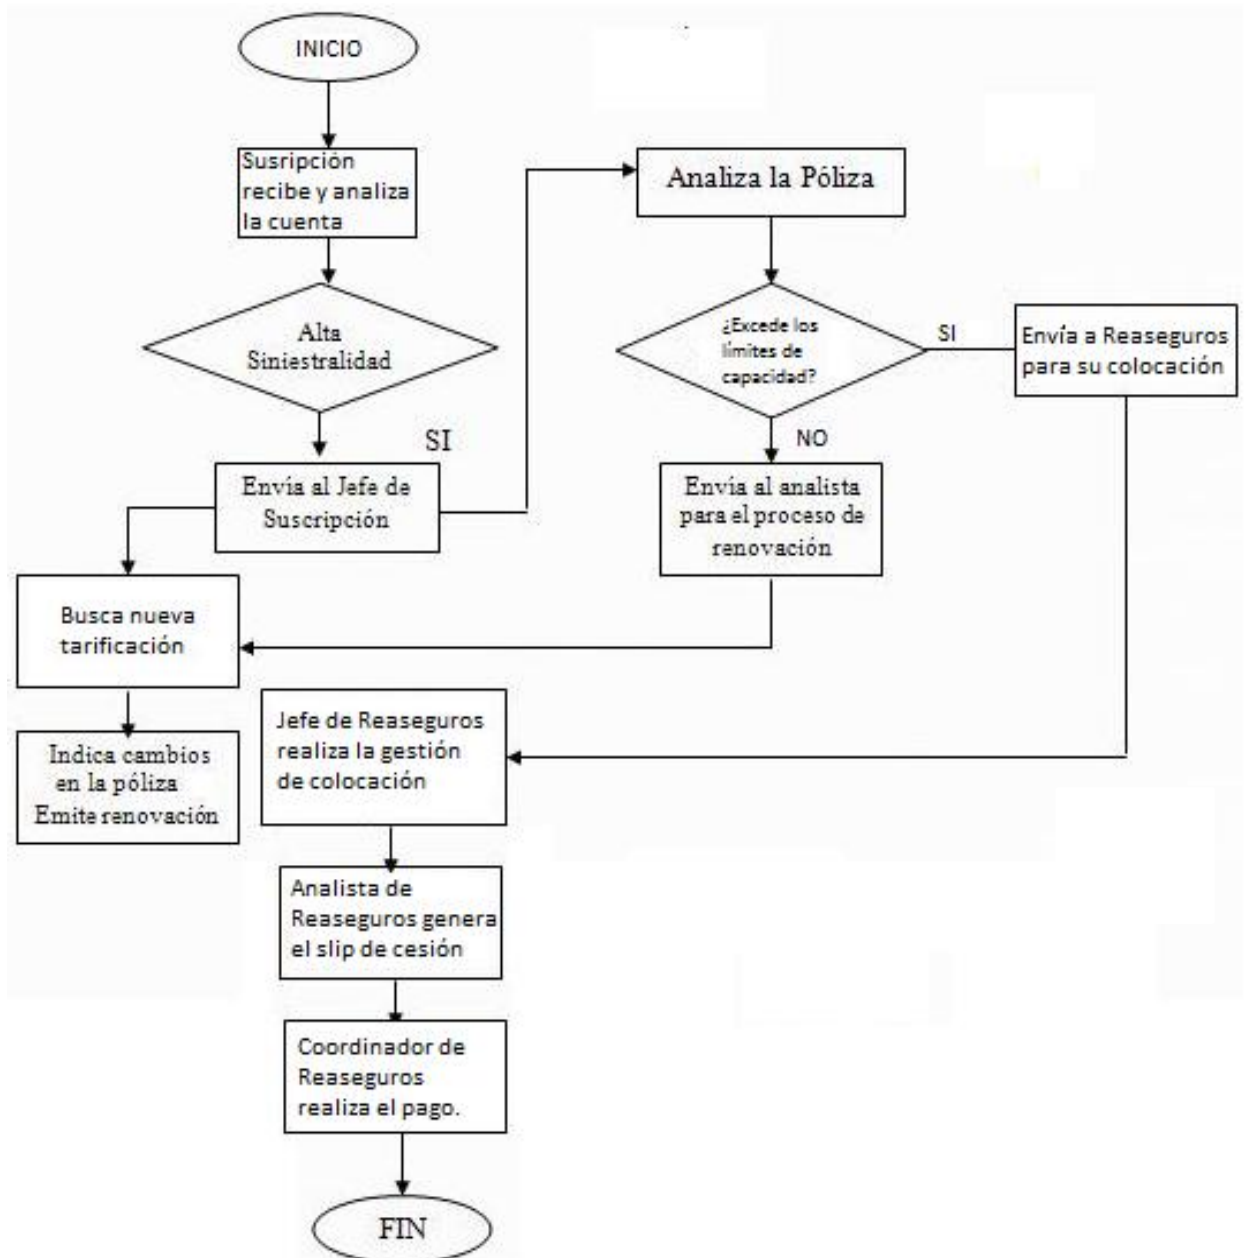 INICIO
Susripción
recibe y analiza
la cuenta
Alta
Siniestralidad
SI
Envía al Jefe de
Suscripción
Analiza la Póliza
¿Excede los
límites de
capacidad?
SI
Envía a Reaseguros
para su colocación
NO
Envía al analista
para el proceso de
renovación
Busca nueva
tarificación
Indica cambios
en la póliza
Emite renovación
Jefe de Reaseguros
realiza la gestión
de colocación
Analista de
Reaseguros genera
el slip de cesión
Coordinador de
Reaseguros
realiza el pago.
FIN